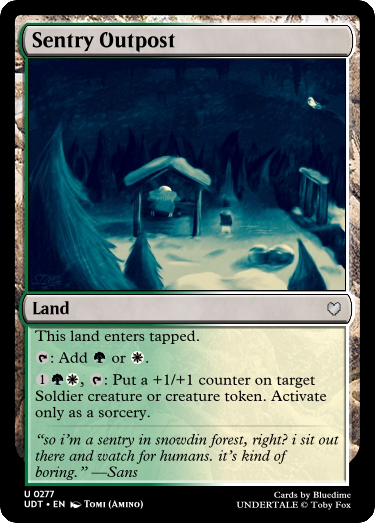 Sentry Outpost
Land
This land enters tapped.
: Add or .
1 , : Put a +1/+1 counter on target
Soldier creature or creature token. Activate
only as a sorcery.
“so i’m a sentry in snowdin forest, right? i sit out
there and watch for humans. it’s kind of
boring.” —Sans
U 0277
UDT • EN Tomi (Amino)
Cards by Bluedime
UNDERTALE © Toby Fox